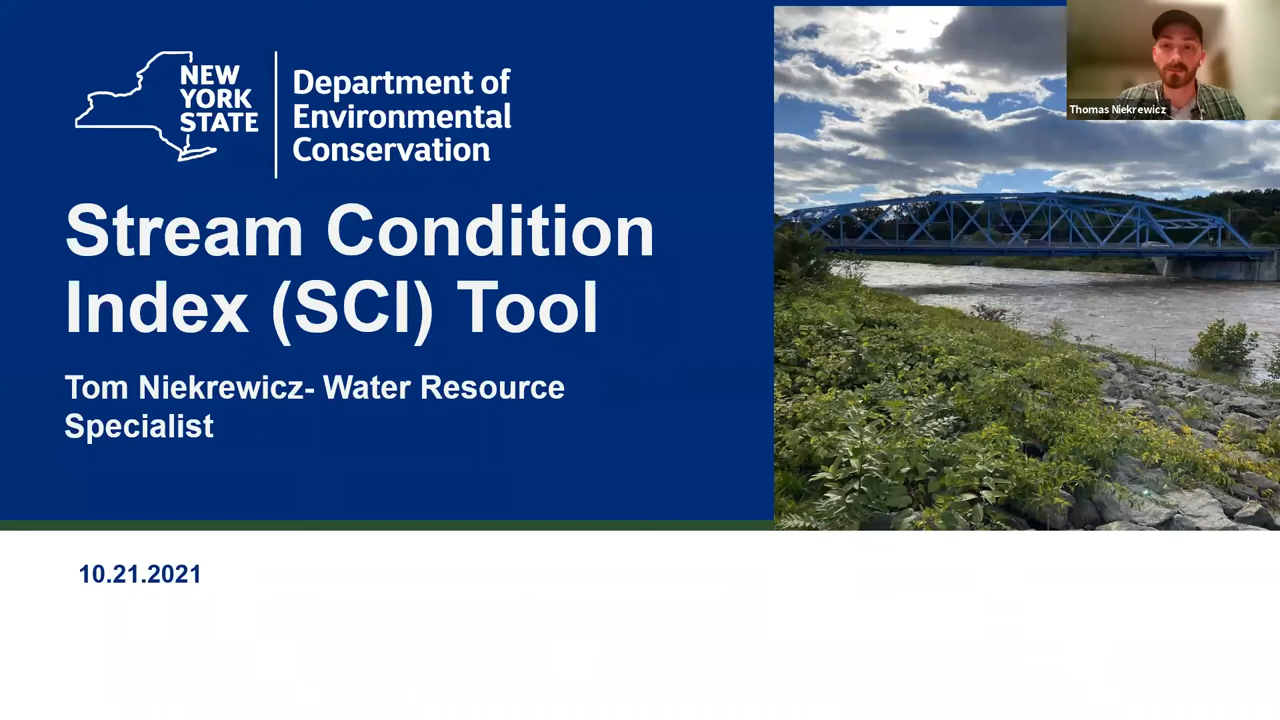 NEW
YORK
STATE
Department of
Environmental
Conservation
Stream Condition
Index (SCI) Tool
Tom Niekrewicz- Water Resource
Specialist
10.21.2021
Thomas Niekrewicz